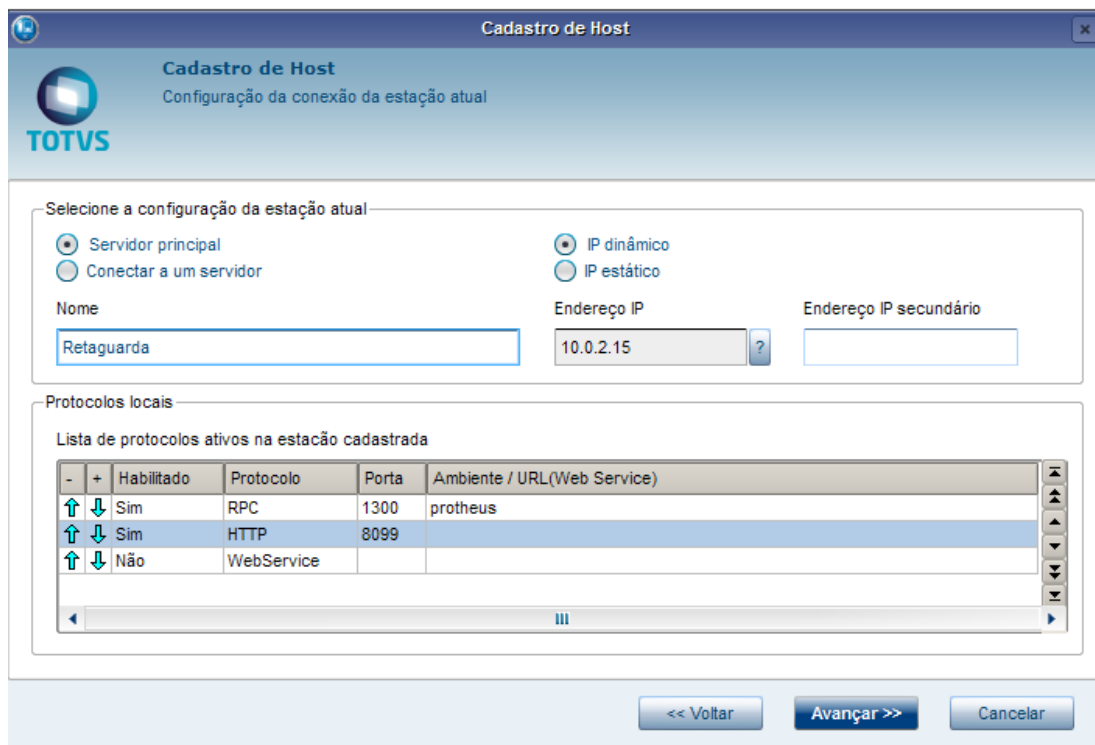 Cadastro de Host
Cadastro de Host
Configuração da conexão da estação atual
TOTVS
Selecione a configuração da estação atual
Servidor principal
IP dinâmico
Conectar a um servidor
IP estático
Nome
Endereço IP
Endereço IP secundário
Retaguarda
10.0.2.15
?
Protocolos locais
Lista de protocolos ativos na estacão cadastrada
- + Habilitado Protocolo Porta Ambiente / URL(Web Service)
Sim RPC 1300 protheus
Sim HTTP 8099
Não WebService
<< Voltar
Avançar >>
Cancelar